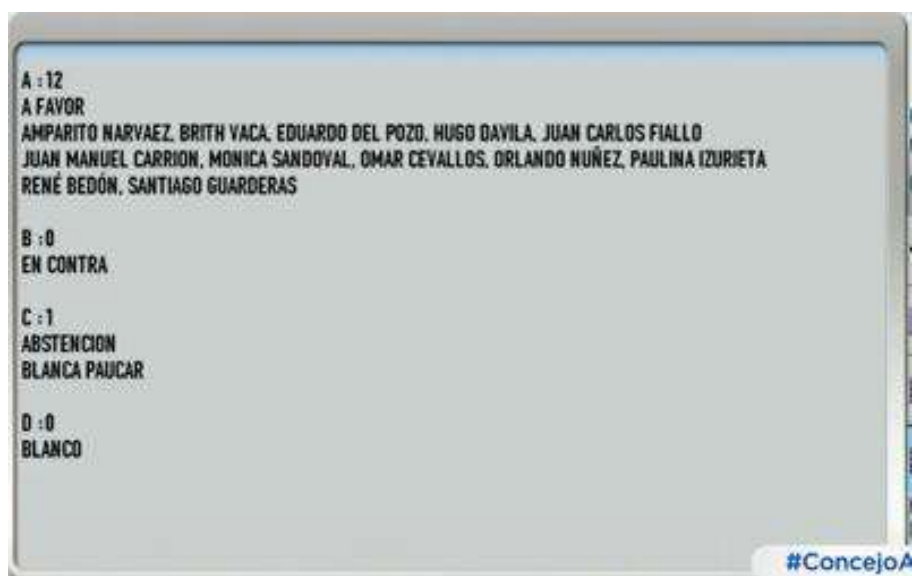 A :12
A FAVOR
AMPARITO NARVAEZ, BRITH VACA, EDUARDO DEL POZO, HUGO DAVILA, JUAN CARLOS FIALLO
JUAN MANUEL CARRION, MONICA SANDOVAL, OMAR CEVALLOS, ORLANDO NUÑEZ, PAULINA IZURIETA
RENÉ BEDÓN, SANTIAGO GUARDERAS
B :0
EN CONTRA
C :1
ABSTENCION
BLANCA PAUCAR
D :0
BLANCO
#ConcejoA